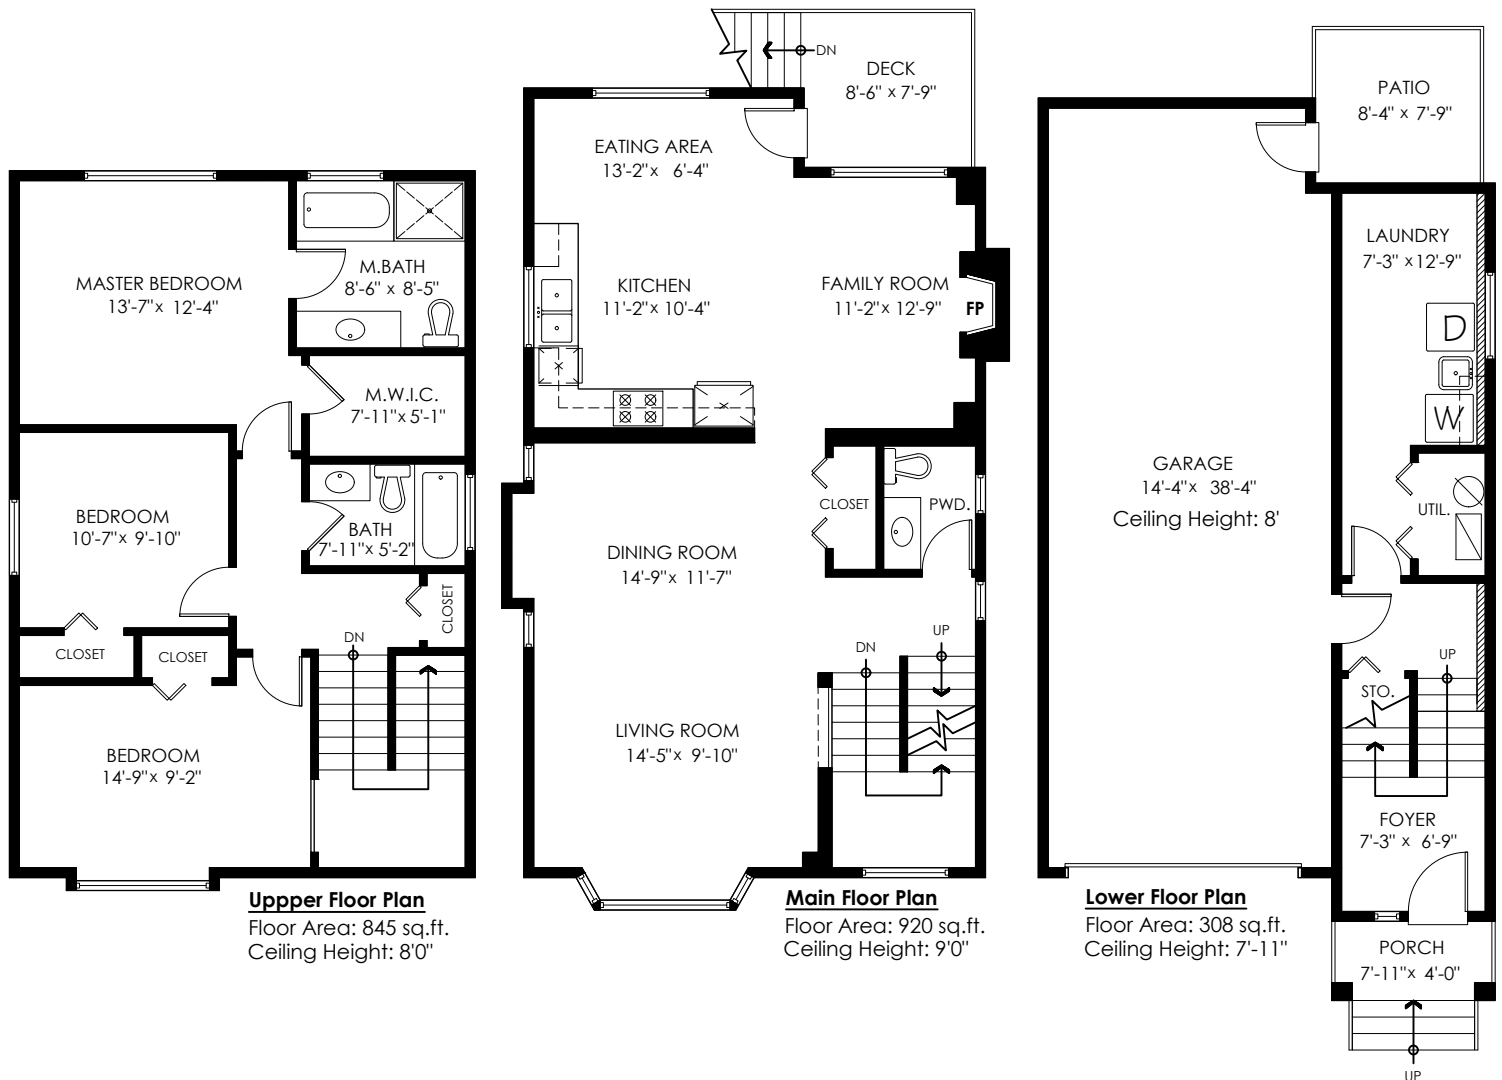 MASTER BEDROOM
13'-7" x 12'-4"
M.BATH
8'-6" x 8'-5"
M.W.I.C.
7'-11" x 5'-1"
BEDROOM
10'-7" x 9'-10"
BATH
7'-11" x 5'-2"
CLOSET
CLOSET
CLOSET
DN
BEDROOM
14'-9" x 9'-2"
Uppper Floor Plan
Floor Area: 845 sq.ft.
Ceiling Height: 8'0"
DN
DECK
8'-6" x 7'-9"
EATING AREA
13'-2" x 6'-4"
KITCHEN
11'-2" x 10'-4"
FAMILY ROOM
11'-2" x 12'-9"
FP
CLOSET
PWD.
DINING ROOM
14'-9" x 11'-7"
DN
UP
LIVING ROOM
14'-5" x 9'-10"
Main Floor Plan
Floor Area: 920 sq.ft.
Ceiling Height: 9'0"
PATIO
8'-4" x 7'-9"
LAUNDRY
7'-3" x 12'-9"
D
W
GARAGE
14'-4" x 38'-4"
Ceiling Height: 8'
UTIL.
UP
STO.
FOYER
7'-3" x 6'-9"
Lower Floor Plan
Floor Area: 308 sq.ft.
Ceiling Height: 7'-11"
PORCH
7'-11" x 4'-0"
UP